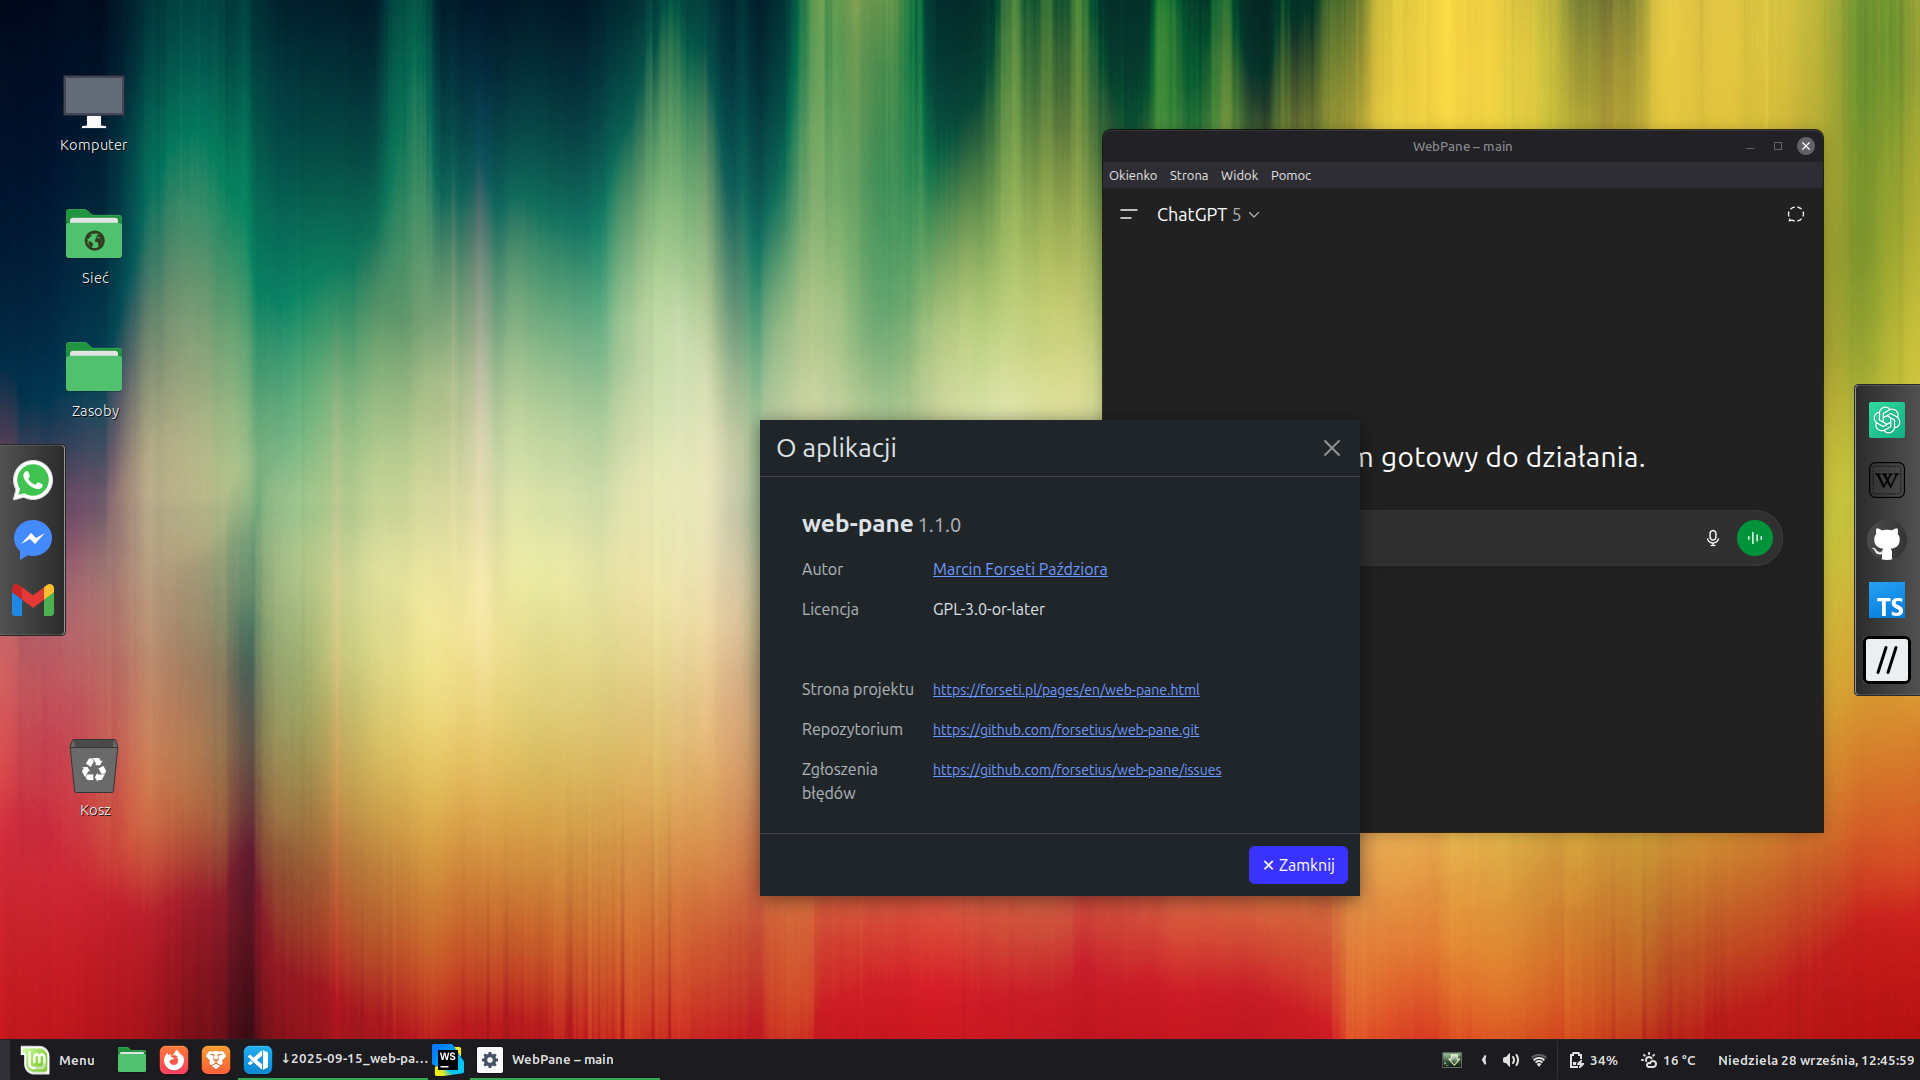 Komputer
Sieć
Zasoby
Kosz
WebPane – main
Okienko Strona Widok Pomoc
ChatGPT 5
gotowy do działania.
O aplikacji
web-pane 1.1.0
Autor Marcin Forseti Paździora
Licencja GPL-3.0-or-later
Strona projektu https://forseti.pl/pages/en/web-pane.html
Repozytorium https://github.com/forsetius/web-pane.git
Zgłoszenia błędów https://github.com/forsetius/web-pane/issues
✕ Zamknij
W
TS
//
Menu
↓2025-09-15_web-pa...
WS
WebPane – main
34%
16 °C
Niedziela 28 września, 12:45:59